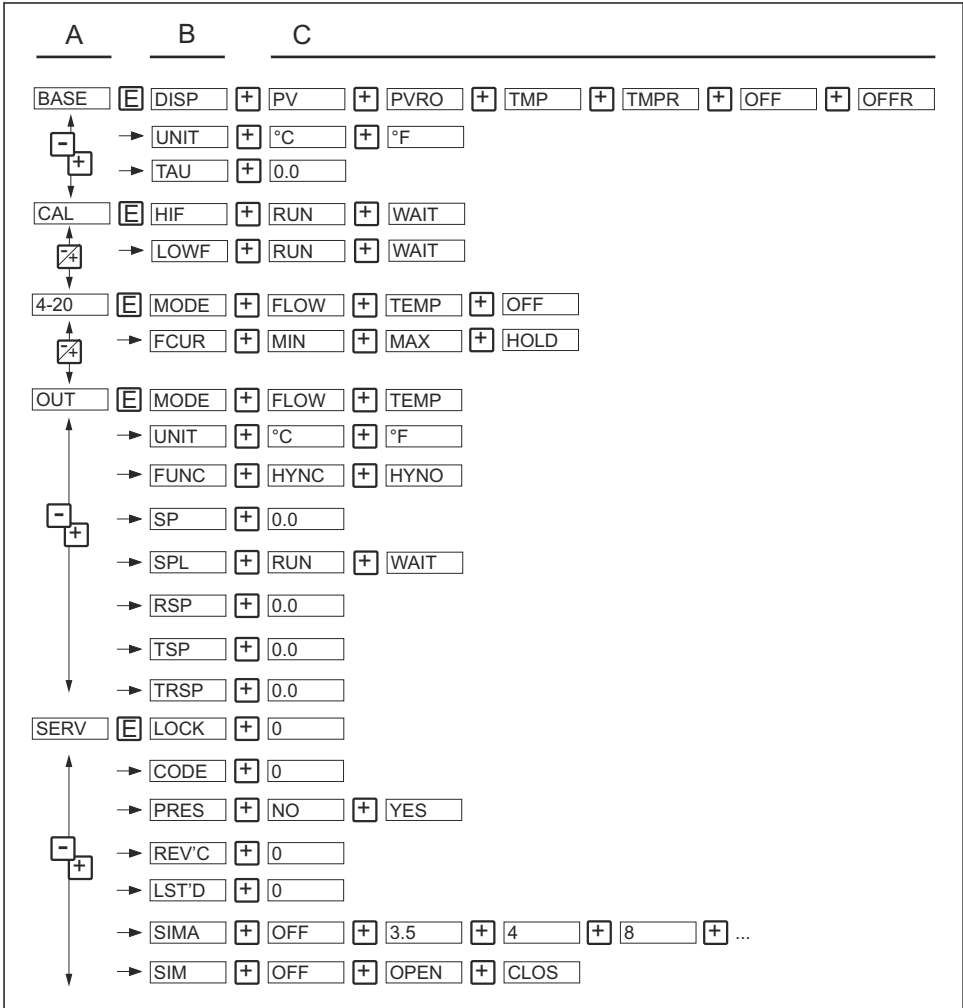 A B C
BASE E DISP + PV + PVRO + TMP + TMPR + OFF + OFFR
- +
UNIT + °C + °F
TAU + 0.0
CAL E HIF + RUN + WAIT
-/+
LOWF + RUN + WAIT
4-20 E MODE + FLOW + TEMP + OFF
-/+
FCUR + MIN + MAX + HOLD
OUT E MODE + FLOW + TEMP
UNIT + °C + °F
FUNC + HYNC + HYNO
- +
SP + 0.0
SPL + RUN + WAIT
RSP + 0.0
TSP + 0.0
TRSP + 0.0
SERV E LOCK + 0
CODE + 0
PRES + NO + YES
- +
REV’C + 0
LST’D + 0
SIMA + OFF + 3.5 + 4 + 8 + ...
SIM + OFF + OPEN + CLOS